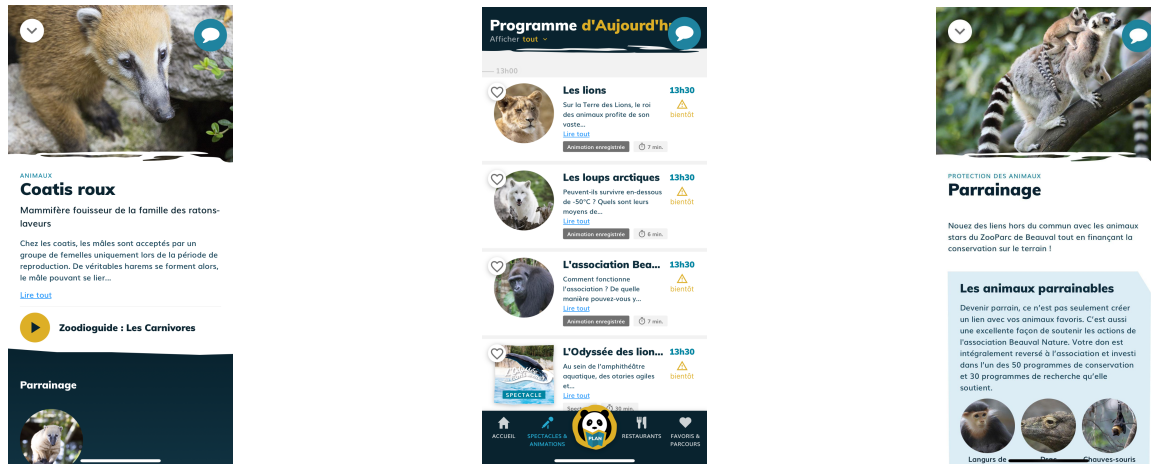 ANIMAUX
Coatis roux
Mammifère fouisseur de la famille des ratons-
laveurs
Chez les coatis, les mâles sont acceptés par un
groupe de femelles uniquement lors de la période de
reproduction. De véritables harems se forment alors,
le mâle pouvant se lier...
Lire tout
Zoodioguide : Les Carnivores
Parrainage
Programme d'Aujourd'h
Afficher tout
13h00
Les lions
13h30
Sur la Terre des Lions, le roi
des animaux profite de son
vaste...
bientôt
Lire tout
Animation enregistrée
7 min.
Les loups arctiques
13h30
Peuvent-ils survivre en-dessous
de -50°C ? Quels sont leurs
moyens de...
bientôt
Lire tout
Animation enregistrée
6 min.
L'association Bea...
13h30
Comment fonctionne
l'association ? De quelle
manière pouvez-vous y...
bientôt
Lire tout
Animation enregistrée
7 min.
L'Odyssée des lion...
13h30
Au sein de l'amphithéâtre
aquatique, des otaries agiles
et...
bientôt
Lire tout
SPECTACLE
30 min.
ACCUEIL
SPECTACLES &
ANIMATIONS
PLAN
RESTAURANTS
FAVORIS &
PARCOURS
PROTECTION DES ANIMAUX
Parrainage
Nouez des liens hors du commun avec les animaux
stars du ZooParc de Beauval tout en finançant la
conservation sur le terrain !
Les animaux parrainables
Devenir parrain, ce n'est pas seulement créer
un lien avec vos animaux favoris. C'est aussi
une excellente façon de soutenir les actions de
l'association Beauval Nature. Votre don est
intégralement reversé à l'association et investi
dans l'un des 50 programmes de conservation
et 30 programmes de recherche qu'elle
soutient.
Langurs de
Chauves-souris